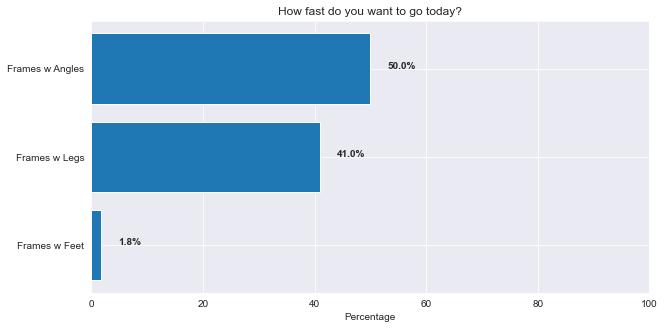 How fast do you want to go today?
Frames w Angles
50.0%
Frames w Legs
41.0%
Frames w Feet
1.8%
0 20 40 60 80 100
Percentage